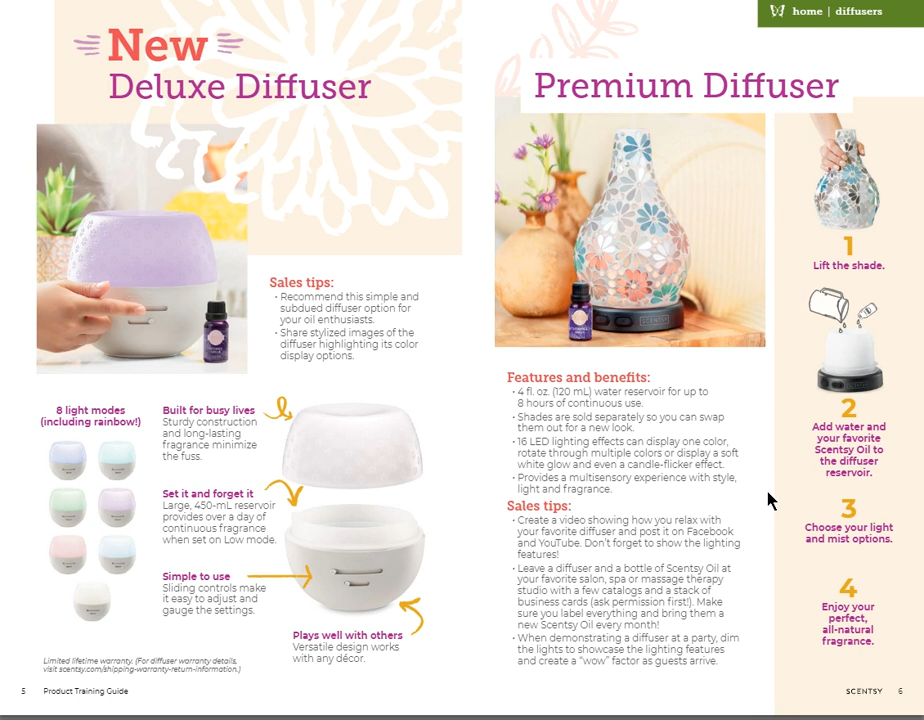 home | diffusers
New
Deluxe Diffuser
Sales tips:
• Recommend this simple and
subdued diffuser option for
your oil enthusiasts.
• Share stylized images of the
diffuser highlighting its color
display options.
8 light modes
(including rainbow!)
Built for busy lives
Sturdy construction
and long-lasting
fragrance minimize
the fuss.
Set it and forget it
Large, 450-mL reservoir
provides over a day of
continuous fragrance
when set on Low mode.
Simple to use
Sliding controls make
it easy to adjust and
gauge the settings.
Plays well with others
Versatile design works
with any décor.
Limited lifetime warranty. (For diffuser warranty details,
visit scentsy.com/shipping-warranty-return-information.)
5 Product Training Guide
Premium Diffuser
SCENTSY
Features and benefits:
• 4 fl. oz. (120 mL) water reservoir for up to
8 hours of continuous use.
• Shades are sold separately so you can swap
them out for a new look.
• 16 LED lighting effects can display one color,
rotate through multiple colors or display a soft
white glow and even a candle-flicker effect.
• Provides a multisensory experience with style,
light and fragrance.
Sales tips:
• Create a video showing how you relax with
your favorite diffuser and post it on Facebook
and YouTube. Don't forget to show the lighting
features!
• Leave a diffuser and a bottle of Scentsy Oil at
your favorite salon, spa or massage therapy
studio with a few catalogs and a stack of
business cards (ask permission first!). Make
sure you label everything and bring them a
new Scentsy Oil every month!
• When demonstrating a diffuser at a party, dim
the lights to showcase the lighting features
and create a “wow” factor as guests arrive.
1
Lift the shade.
2
Add water and
your favorite
Scentsy Oil to
the diffuser
reservoir.
3
Choose your light
and mist options.
4
Enjoy your
perfect,
all-natural
fragrance.
SCENTSY 6